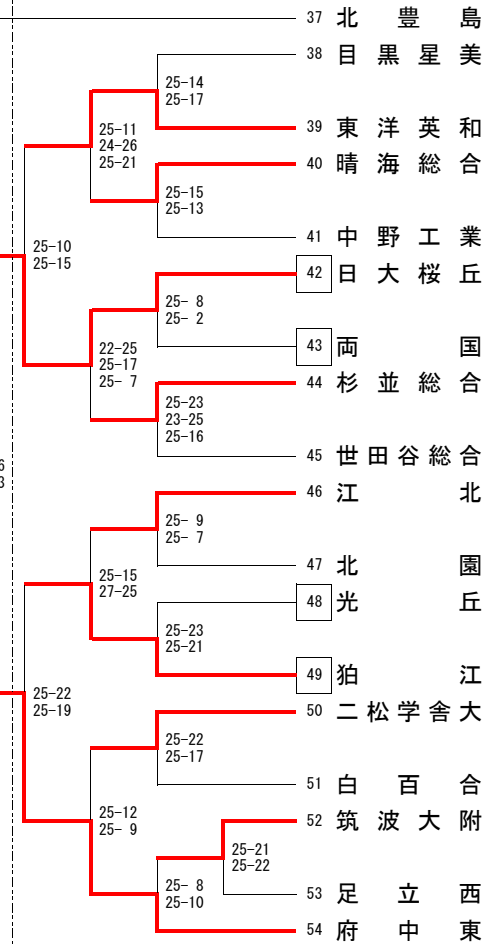 37 北豊島
38 目黒星美
25-14
25-17
39 東洋英和
25-11
24-26
25-21
40 晴海総合
25-15
25-13
41 中野工業
25-10
25-15
42 日大桜丘
25- 8
25- 2
43 両国
22-25
25-17
25- 7
44 杉並総合
25-23
23-25
25-16
45 世田谷総合
6
3
46 江北
25- 9
25- 7
47 北園
25-15
27-25
48 光丘
25-23
25-21
49 狛江
25-22
25-19
50 二松学舎大
25-22
25-17
51 白百合
25-12
25- 9
52 筑波大附
25-21
25-22
53 足立西
25- 8
25-10
54 府中東